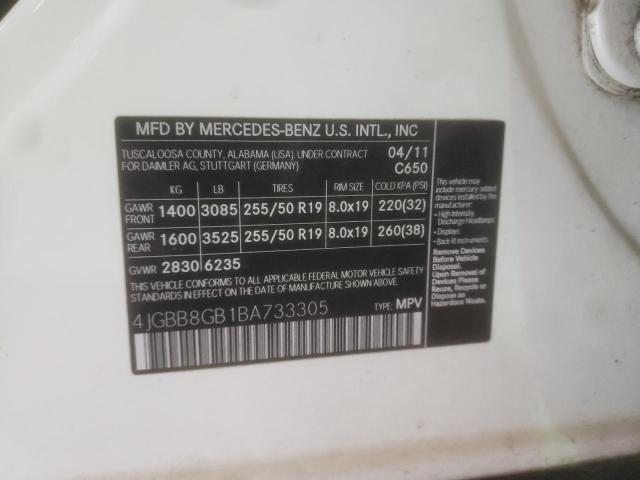 MFD BY MERCEDES-BENZ U.S. INTL., INC
TUSCALOOSA COUNTY, ALABAMA (USA), UNDER CONTRACT 04/11
FOR DAIMLER AG, STUTTGART (GERMANY) C650
KG LB TIRES RIM SIZE COLD KPA (PSI)
GAWR FRONT 1400 3085 255/50 R19 8.0x19 220(32)
GAWR REAR 1600 3525 255/50 R19 8.0x19 260(38)
GVWR 2830 6235
THIS VEHICLE CONFORMS TO ALL APPLICABLE FEDERAL MOTOR VEHICLE SAFETY
AND THEFT PREVENTION STANDARDS IN EFFECT
ON THE DATE OF MANUFACTURE SHOWN ABOVE.
4JGBB8GB1BA733305 TYPE: MPV
This vehicle may
include mercury-added
devices installed by the
manufacturer:
• High Intensity
Discharge Headlamps
• Displays
• Back lit Instruments
Remove Devices
Before Vehicle
Disposal.
Upon Removal of
Devices Please
Reuse, Recycle or
Dispose as
Hazardous Waste.